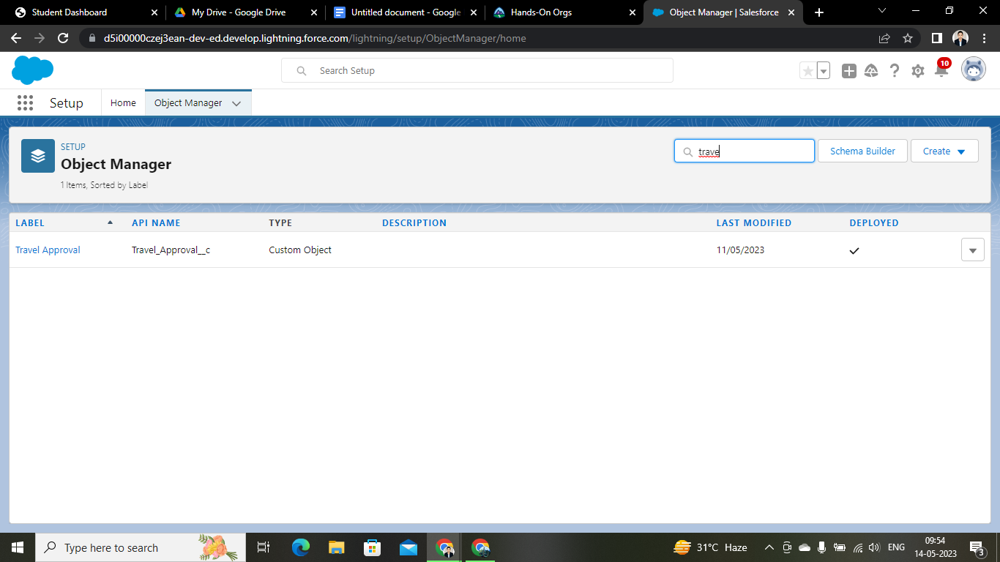 Student Dashboard
My Drive - Google Drive
Untitled document - Google
Hands-On Orgs
Object Manager | Salesforce
d5i00000czej3ean-dev-ed.develop.lightning.force.com/lightning/setup/ObjectManager/home
Search Setup
10
Setup
Home
Object Manager
SETUP
Object Manager
1 Items, Sorted by Label
trave
Schema Builder
Create
LABEL API NAME TYPE DESCRIPTION LAST MODIFIED DEPLOYED
Travel Approval Travel_Approval__c Custom Object 11/05/2023
Type here to search
31°C Haze
ENG
09:54
14-05-2023
3